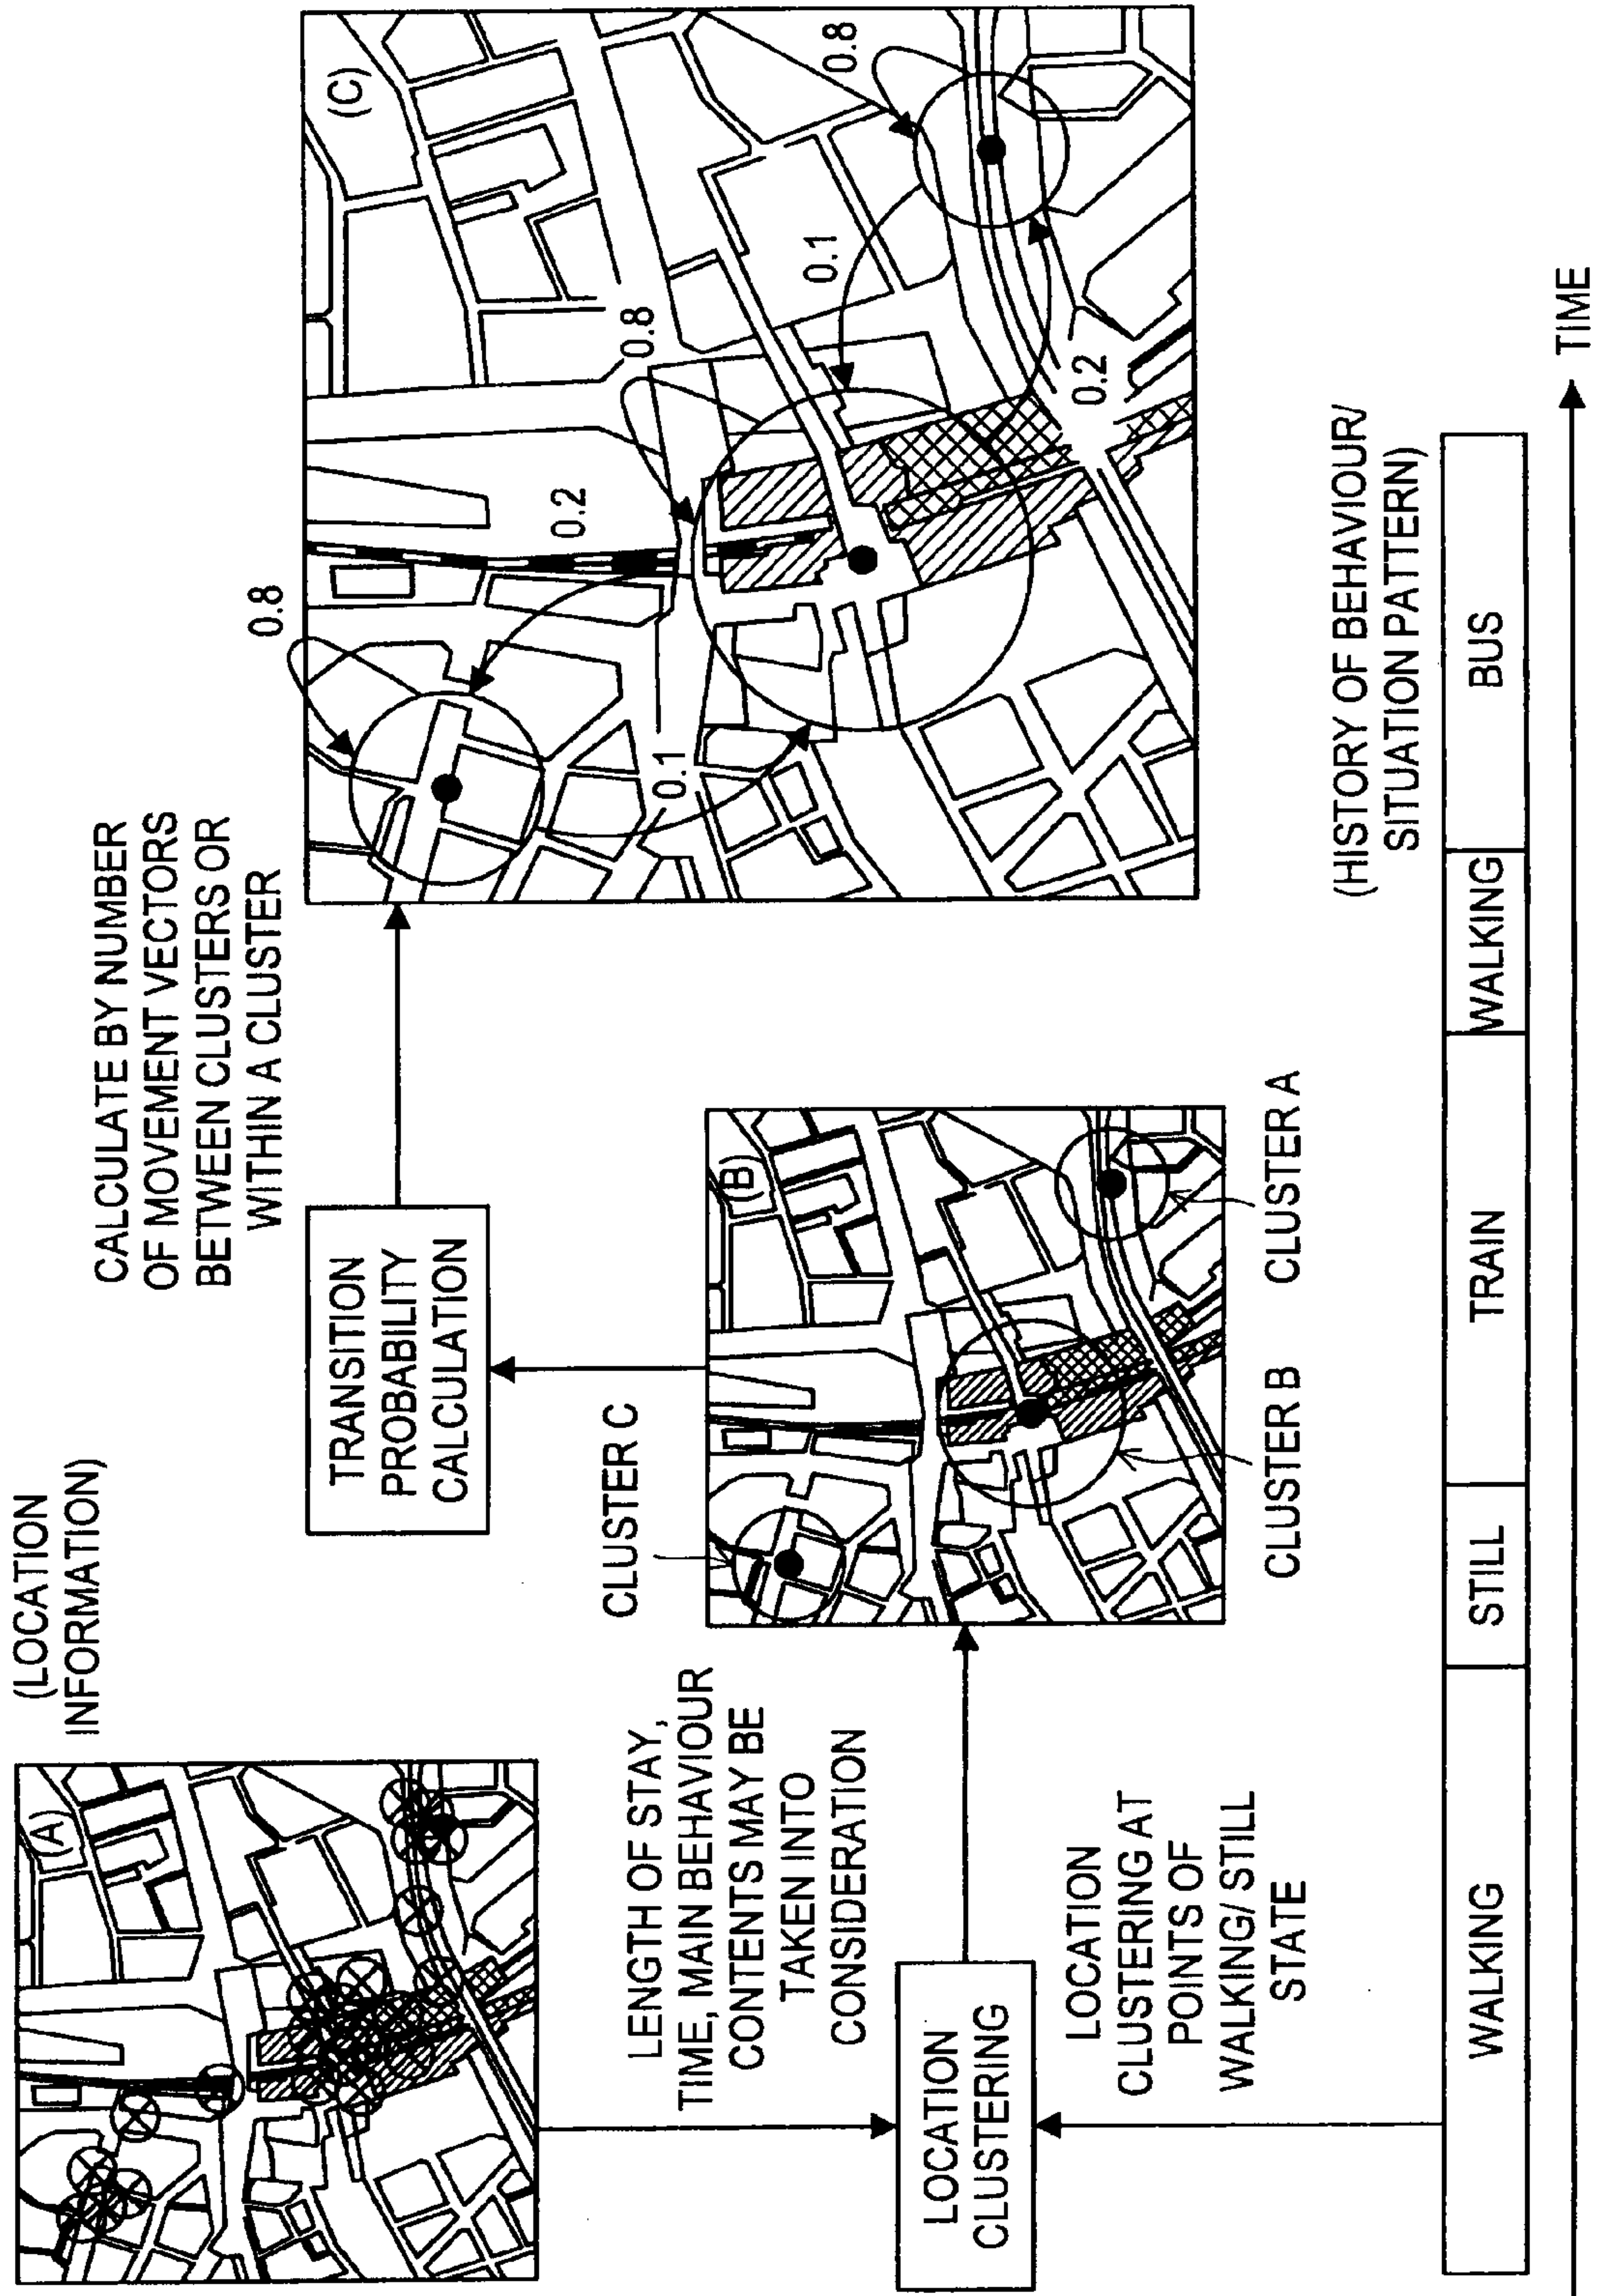 (LOCATION
INFORMATION)
(A)
LENGTH OF STAY,
TIME, MAIN BEHAVIOUR
CONTENTS MAY BE
TAKEN INTO
CONSIDERATION
LOCATION
CLUSTERING
LOCATION
CLUSTERING AT
POINTS OF
WALKING/ STILL
STATE
CLUSTER C
(B)
CLUSTER B
CLUSTER A
TRANSITION
PROBABILITY
CALCULATION
CALCULATE BY NUMBER
OF MOVEMENT VECTORS
BETWEEN CLUSTERS OR
WITHIN A CLUSTER
(C)
0.8
0.2
0.8
0.1
0.1
0.8
0.2
(HISTORY OF BEHAVIOUR/
SITUATION PATTERN)
WALKING
STILL
TRAIN
WALKING
BUS
TIME